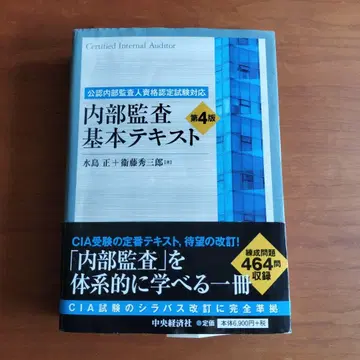 Certified Internal Auditor
公認内部監査人資格認定試験対応
内部監査
基本テキスト
第4版
水島 正+衛藤秀三郎[著]
CIA受験の定番テキスト,待望の改訂!
「内部監査」を
体系的に学べる一冊
練成問題
464問
収録
CIA試験のシラバス改訂に完全準拠
中央経済社
定価
本体6,900円+税